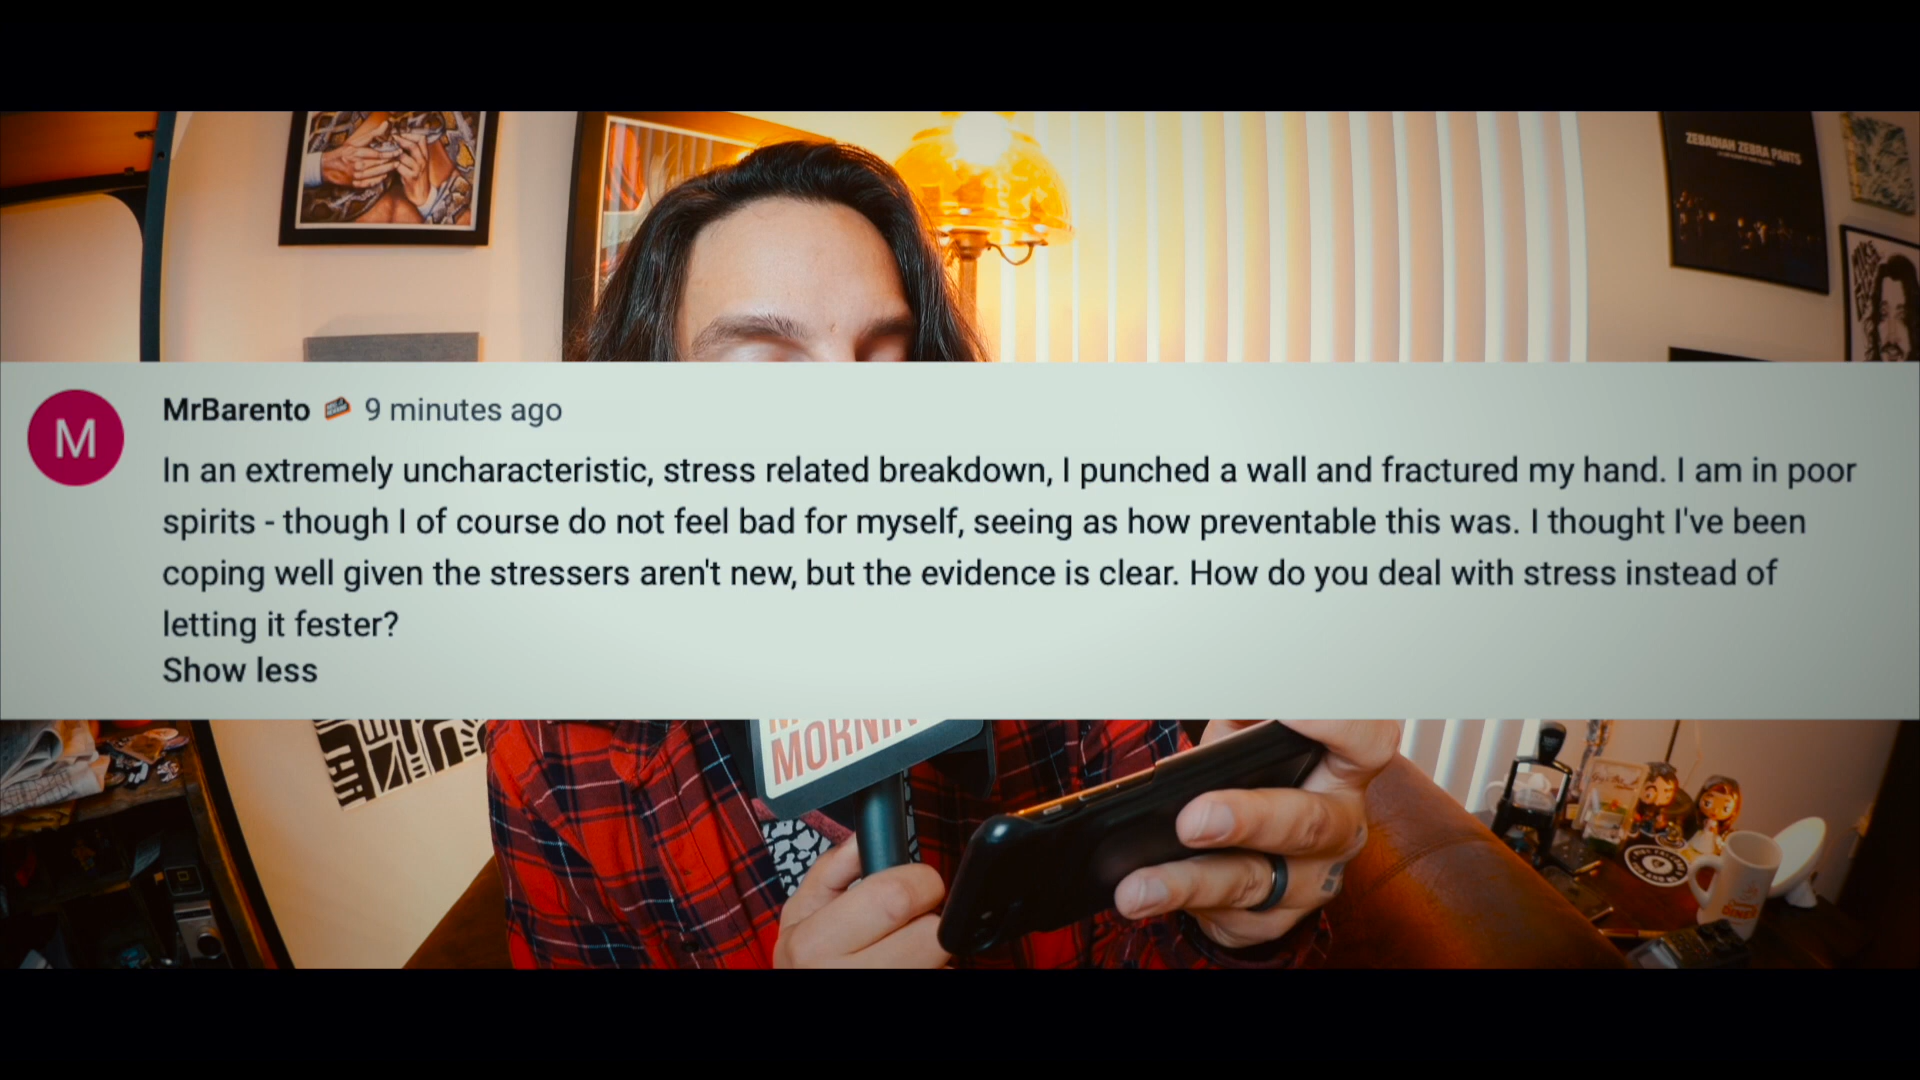 ZEBADIAH ZEBRA PANTS
MrBarento 9 minutes ago
In an extremely uncharacteristic, stress related breakdown, I punched a wall and fractured my hand. I am in poor
spirits - though I of course do not feel bad for myself, seeing as how preventable this was. I thought I've been
coping well given the stressers aren't new, but the evidence is clear. How do you deal with stress instead of
letting it fester?
Show less
M
MORNIN
DINER